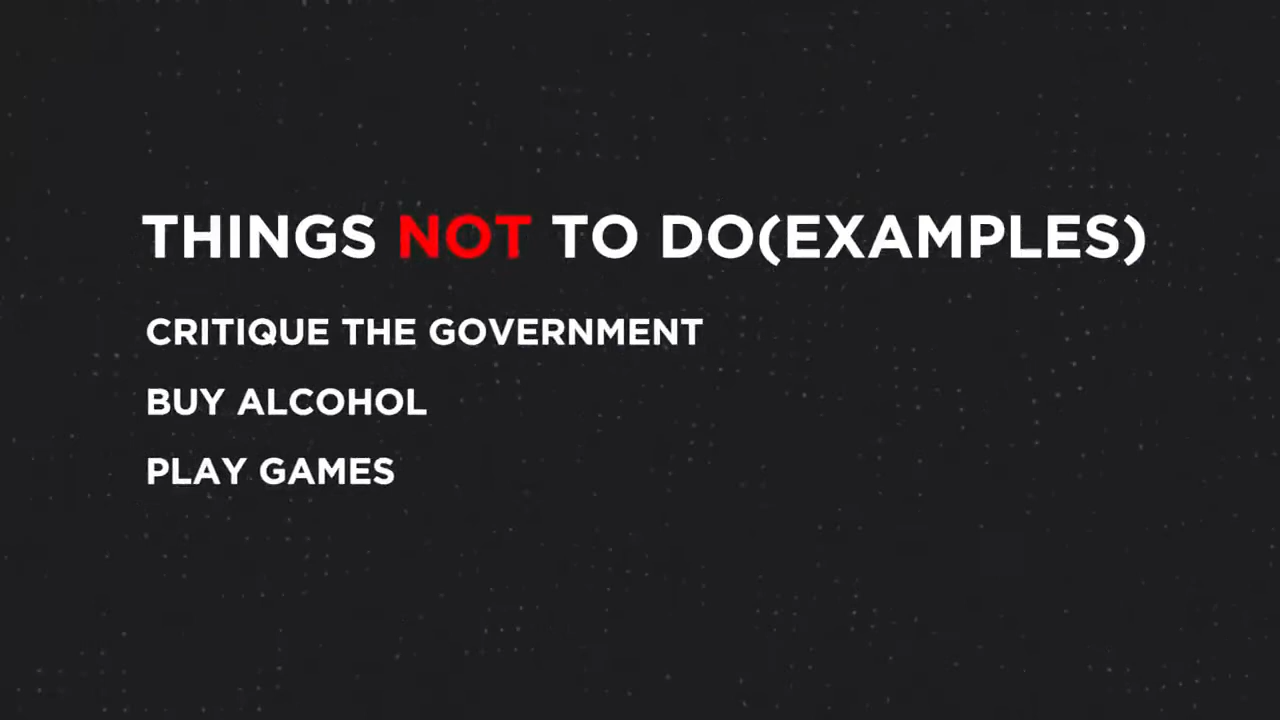 THINGS NOT TO DO(EXAMPLES)
CRITIQUE THE GOVERNMENT
BUY ALCOHOL
PLAY GAMES